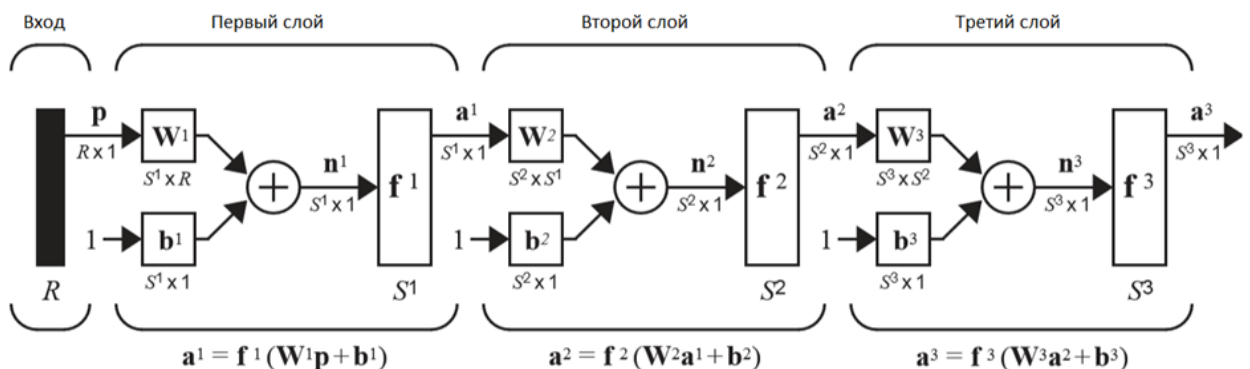 Вход Первый слой Второй слой Третий слой
p a¹ a² a³
W¹ W² W³
R x 1 S¹ x 1 S² x 1 S³ x 1
n¹ n² n³
S¹ x R S² x S¹ S³ x S²
+ f ¹ + f ² + f ³
S¹ x 1 S² x 1 S³ x 1
1 b¹ 1 b² 1 b³
S¹ x 1 S² x 1 S³ x 1
R S¹ S² S³
a¹ = f ¹ (W¹p + b¹) a² = f ² (W²a¹ + b²) a³ = f ³ (W³a² + b³)